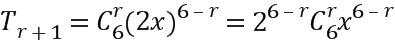 T_{r+1} = C_6^r (2x)^{6-r} = 2^{6-r} C_6^r x^{6-r}